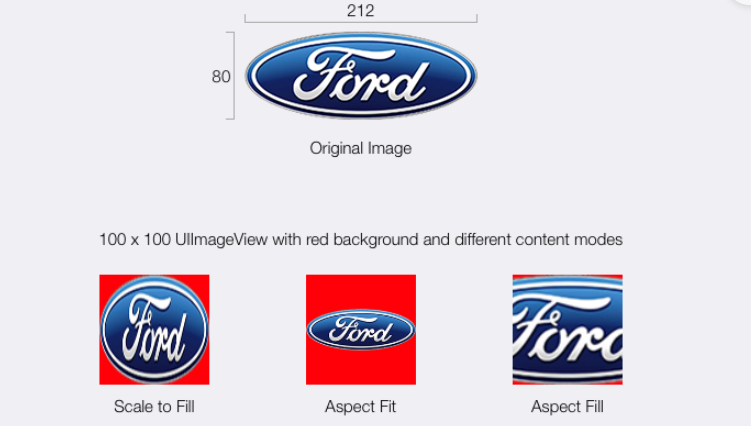 212
80
Ford
Original Image
100 x 100 UIImageView with red background and different content modes
Ford
Ford
Ford
Scale to Fill
Aspect Fit
Aspect Fill